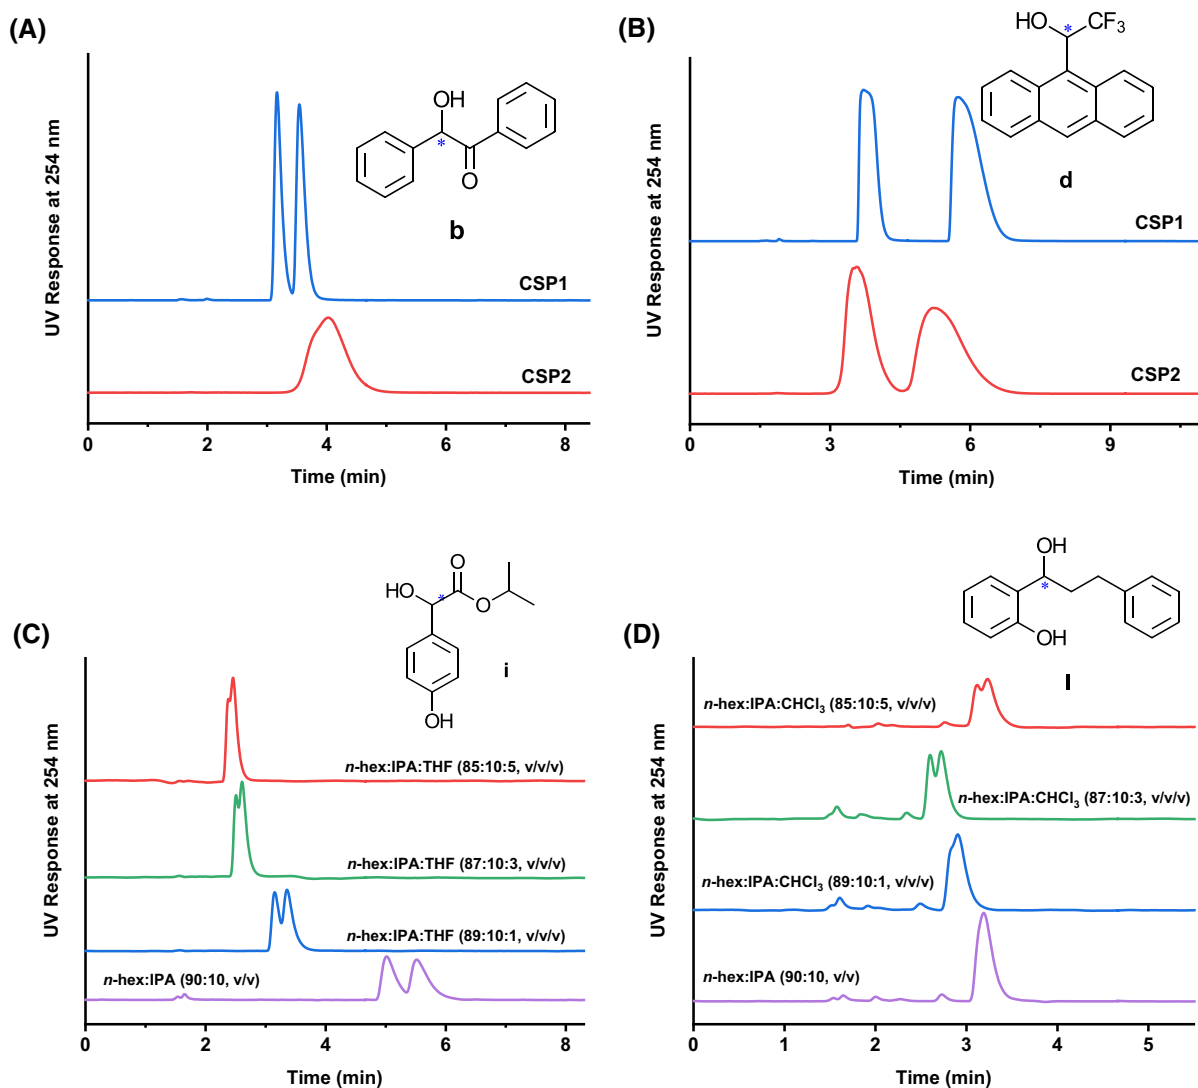 (A)
UV Response at 254 nm
OH
*
O
b
CSP1
CSP2
0 2 4 6 8
Time (min)
(B)
UV Response at 254 nm
HO CF₃
*
d
CSP1
CSP2
0 3 6 9
Time (min)
(C)
UV Response at 254 nm
O
HO
*
O
OH
i
n-hex:IPA:THF (85:10:5, v/v/v)
n-hex:IPA:THF (87:10:3, v/v/v)
n-hex:IPA:THF (89:10:1, v/v/v)
n-hex:IPA (90:10, v/v)
0 2 4 6 8
Time (min)
(D)
UV Response at 254 nm
OH
*
OH
l
n-hex:IPA:CHCl₃ (85:10:5, v/v/v)
n-hex:IPA:CHCl₃ (87:10:3, v/v/v)
n-hex:IPA:CHCl₃ (89:10:1, v/v/v)
n-hex:IPA (90:10, v/v)
0 1 2 3 4 5
Time (min)